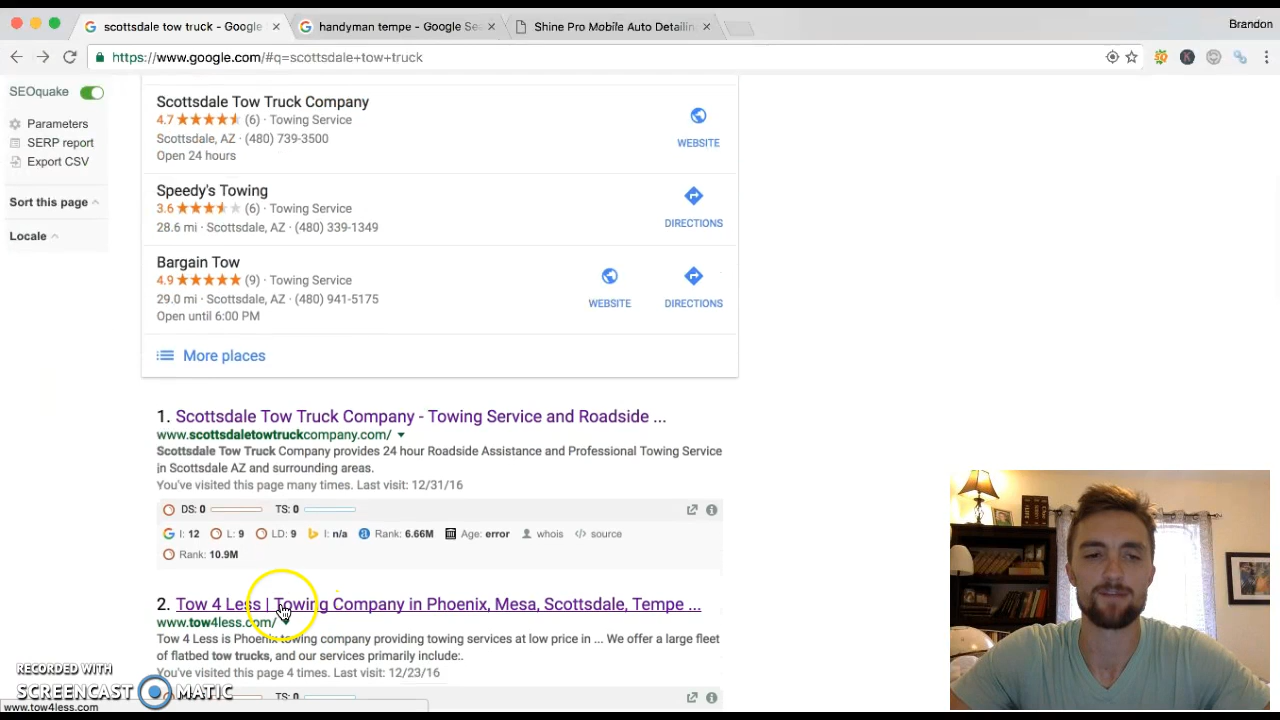 scottsdale tow truck - Google
handyman tempe - Google Se
Shine Pro Mobile Auto Detailin
Brandon
https://www.google.com/#q=scottsdale+tow+truck
SEOquake
Parameters
SERP report
Export CSV
Sort this page
Locale
Scottsdale Tow Truck Company
4.7 (6) · Towing Service
Scottsdale, AZ · (480) 739-3500
Open 24 hours
WEBSITE
Speedy's Towing
3.6 (6) · Towing Service
28.6 mi · Scottsdale, AZ · (480) 339-1349
DIRECTIONS
Bargain Tow
4.9 (9) · Towing Service
29.0 mi · Scottsdale, AZ · (480) 941-5175
Open until 6:00 PM
WEBSITE
DIRECTIONS
More places
1. Scottsdale Tow Truck Company - Towing Service and Roadside ...
www.scottsdaletowtruckcompany.com/
Scottsdale Tow Truck Company provides 24 hour Roadside Assistance and Professional Towing Service
in Scottsdale AZ and surrounding areas.
You've visited this page many times. Last visit: 12/31/16
DS: 0 TS: 0
I: 12 L: 9 LD: 9 I: n/a Rank: 6.66M Age: error whois source
Rank: 10.9M
2. Tow 4 Less | Towing Company in Phoenix, Mesa, Scottsdale, Tempe ...
www.tow4less.com/
Tow 4 Less is Phoenix towing company providing towing services at low price in ... We offer a large fleet
of flatbed tow trucks, and our services primarily include:.
You've visited this page 4 times. Last visit: 12/23/16
TS: 0
RECORDED WITH
SCREENCAST MATIC
www.tow4less.com